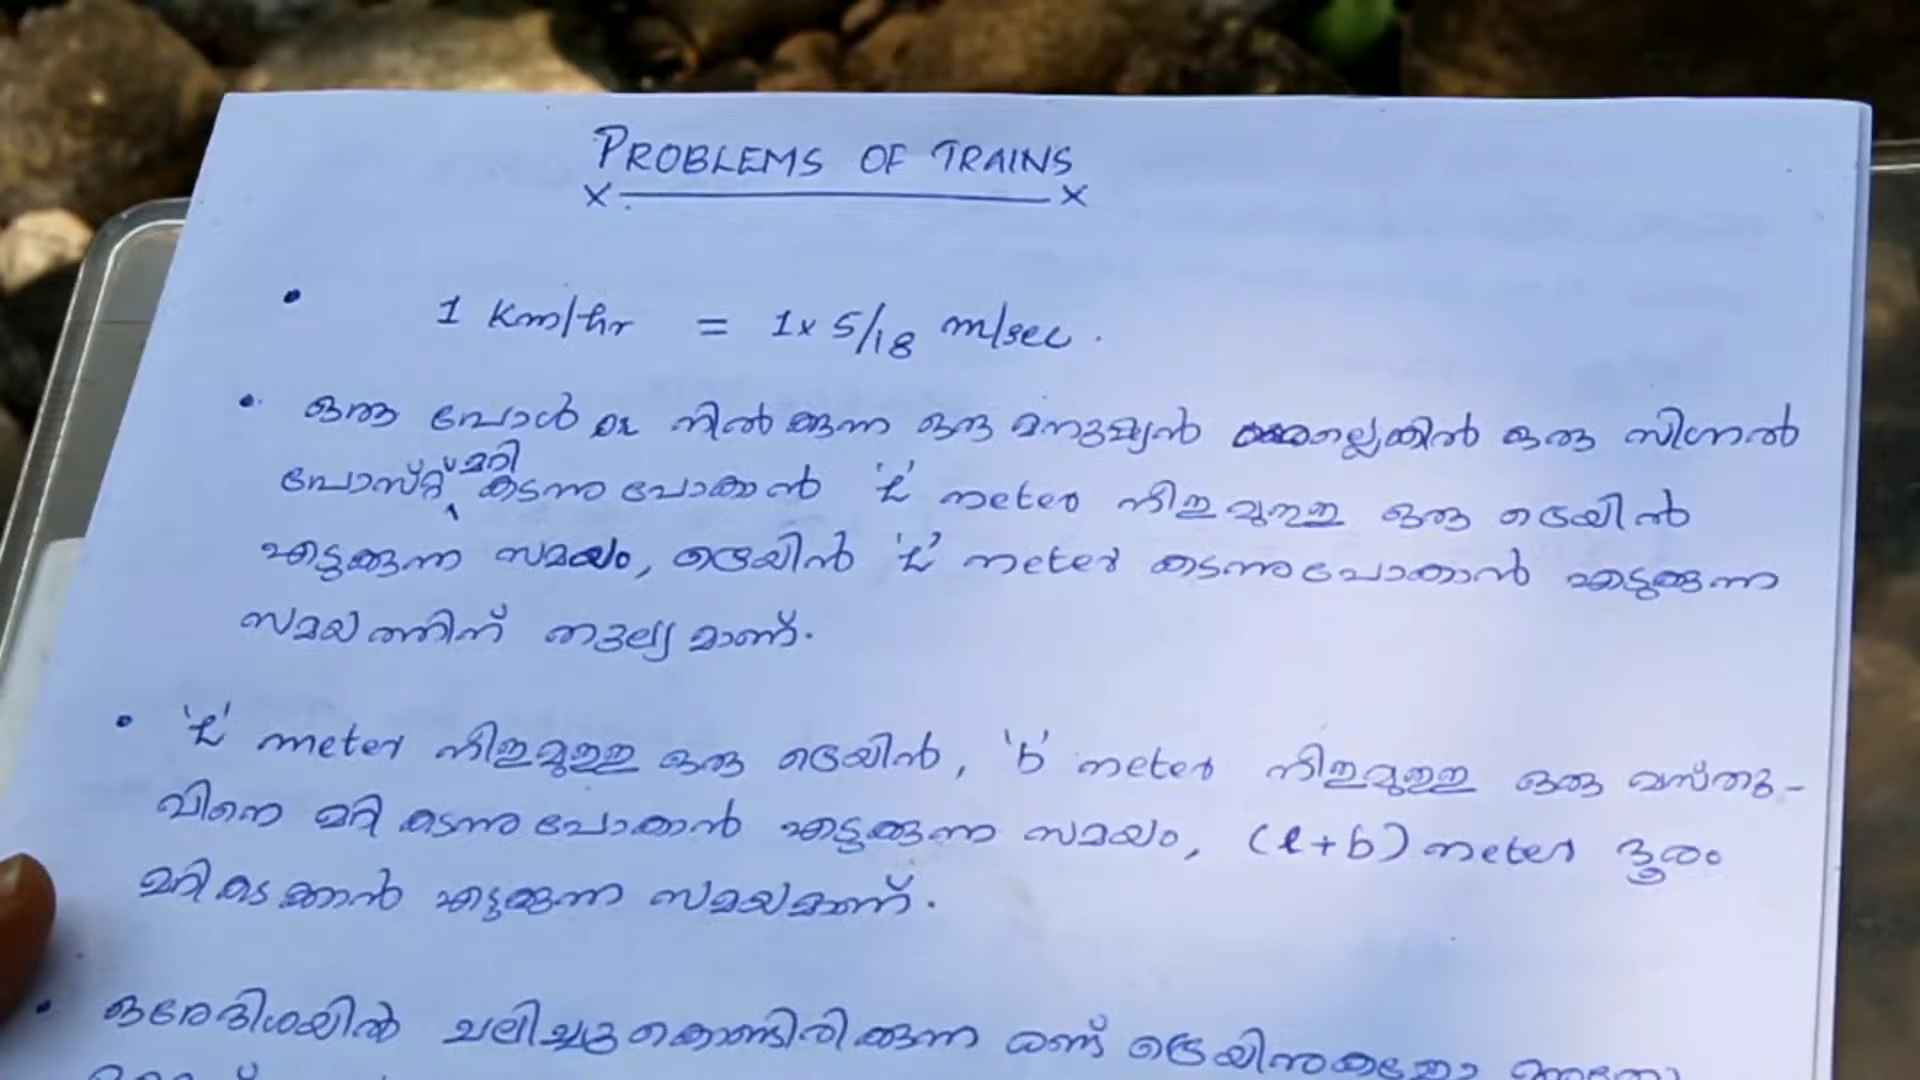 PROBLEMS OF TRAINS
x x
• 1 Km/hr = 1x 5/18 m/sec.
• ഒരു പോൾ നിൽക്കുന്ന ഒരു മനുഷ്യൻ അല്ലെങ്കിൽ ഒരു സിഗ്നൽ
മറി
പോസ്റ്റ് കടന്നു പോകാൻ 'ℓ' meter നീളമുള്ള ഒരു ട്രെയിൻ
എടുക്കുന്ന സമയം, ട്രെയിൻ 'ℓ' meter കടന്നുപോകാൻ എടുക്കുന്ന
സമയത്തിന് തുല്യമാണ്.
• 'ℓ' meter നീളമുള്ള ഒരു ട്രെയിൻ, 'b' meter നീളമുള്ള ഒരു വസ്തു-
വിനെ മറികടന്നു പോകാൻ എടുക്കുന്ന സമയം, (ℓ+b) meter ദൂരം
മറികടക്കാൻ എടുക്കുന്ന സമയമാണ്.
• ഒരേദിശയിൽ ചലിച്ചുകൊണ്ടിരിക്കുന്ന രണ്ട്